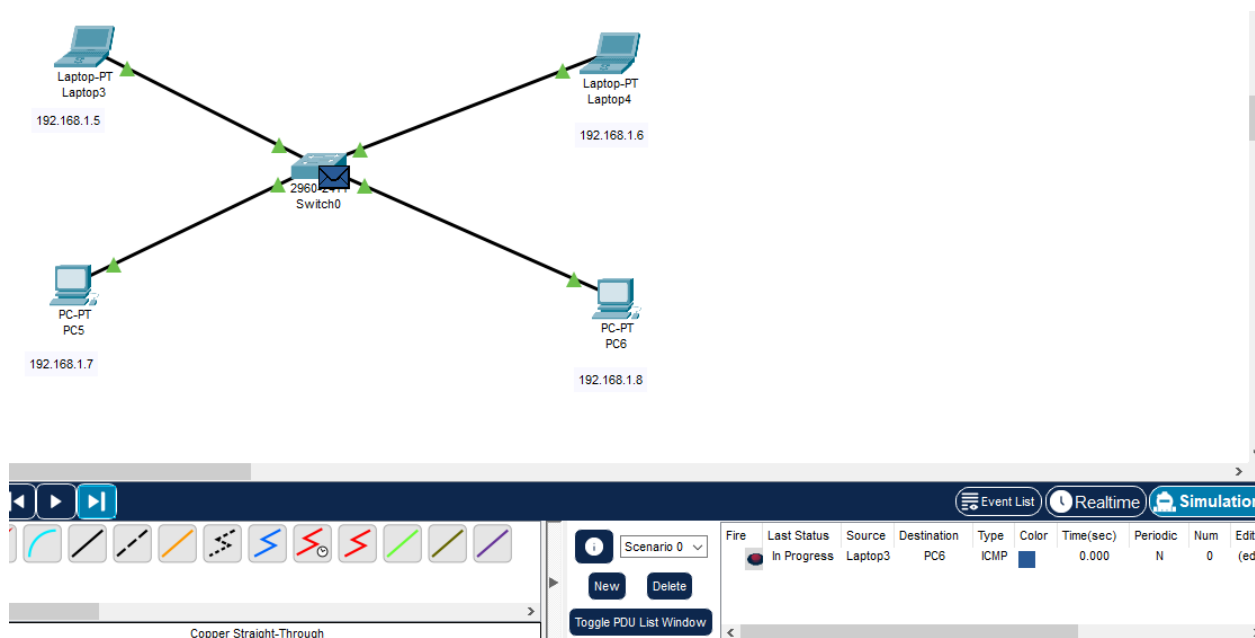 Laptop-PT
Laptop3
192.168.1.5
Laptop-PT
Laptop4
192.168.1.6
Switch0
PC-PT
PC5
192.168.1.7
PC-PT
PC6
192.168.1.8
Event List
Realtime
Simulation
Scenario 0
New
Delete
Toggle PDU List Window
Copper Straight-Through
Fire Last Status Source Destination Type Color Time(sec) Periodic Num Edit
In Progress Laptop3 PC6 ICMP 0.000 N 0 (ed